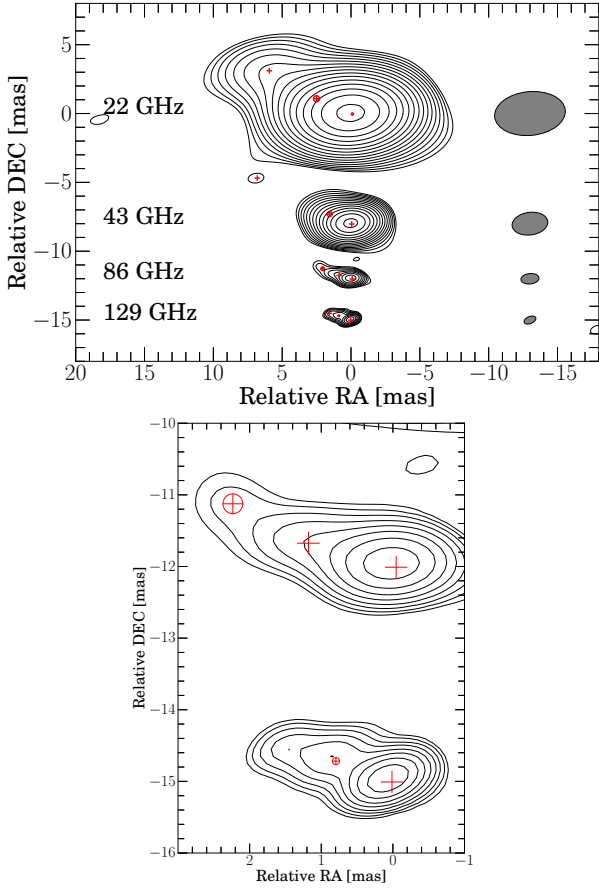 5
22 GHz
0
−5
43 GHz
−10
86 GHz
129 GHz
−15
20 15 10 5 0 −5 −10 −15
Relative RA [mas]
Relative DEC [mas]
−10
−11
−12
−13
−14
−15
−16
2 1 0 −1
Relative RA [mas]
Relative DEC [mas]